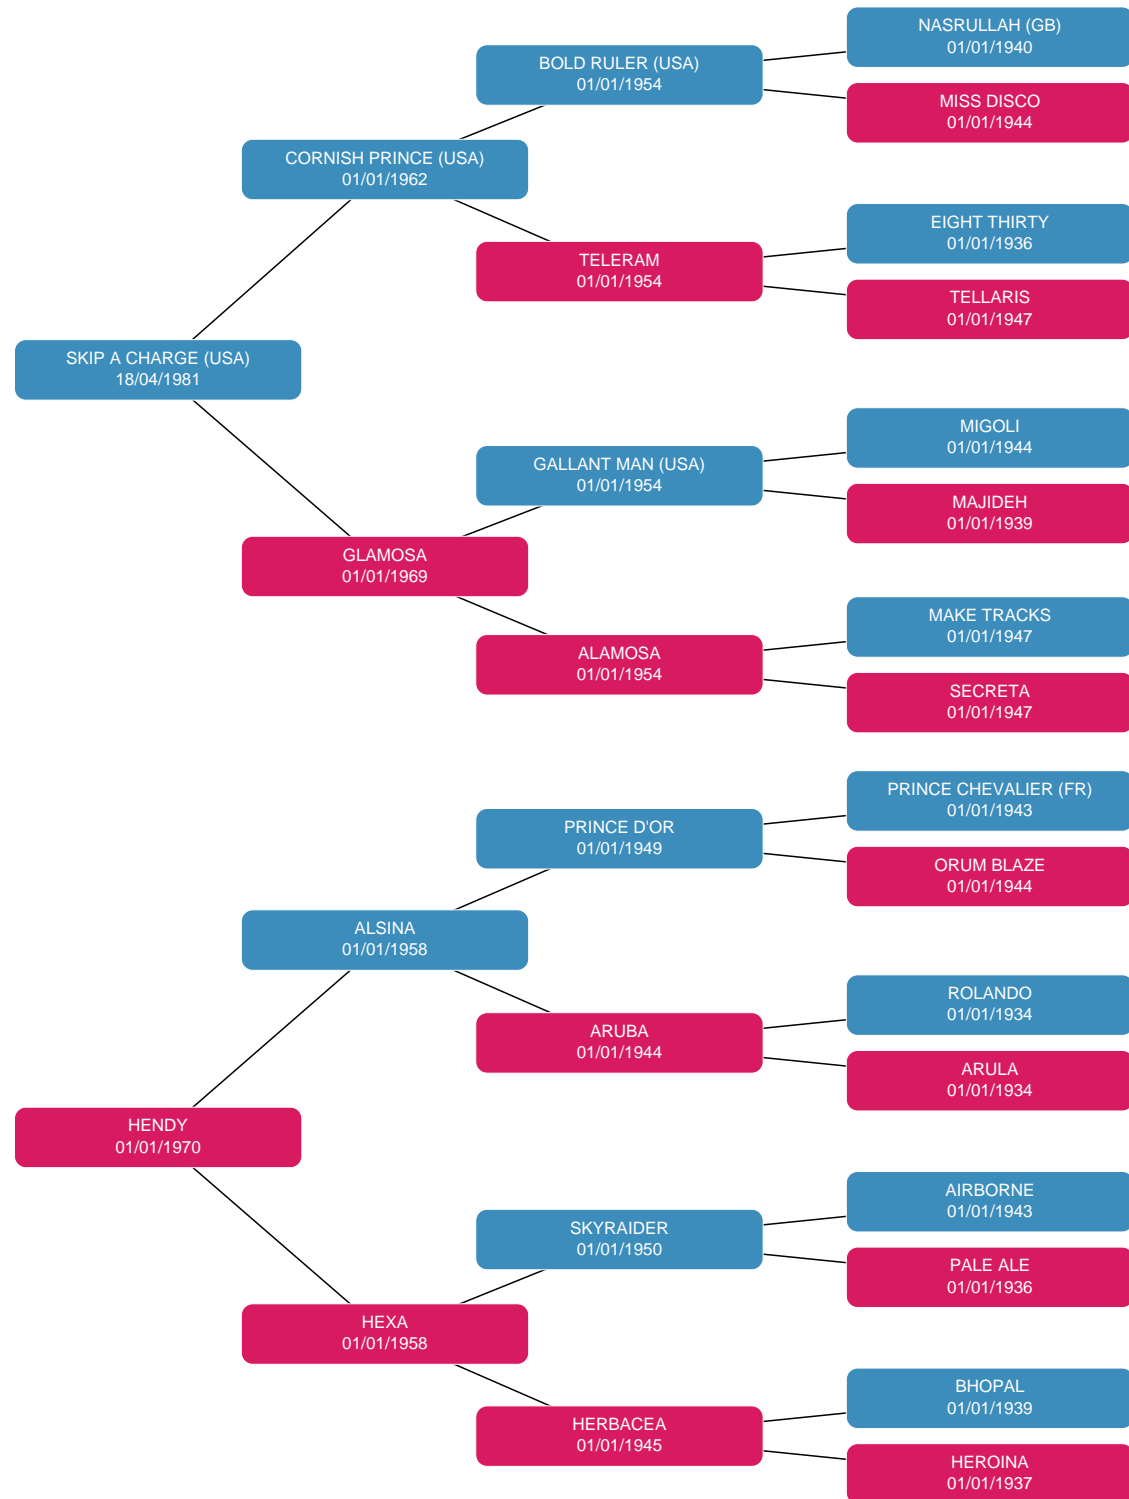 NASRULLAH (GB)
01/01/1940
BOLD RULER (USA)
01/01/1954
MISS DISCO
01/01/1944
CORNISH PRINCE (USA)
01/01/1962
EIGHT THIRTY
01/01/1936
TELERAM
01/01/1954
TELLARIS
01/01/1947
SKIP A CHARGE (USA)
18/04/1981
MIGOLI
01/01/1944
GALLANT MAN (USA)
01/01/1954
MAJIDEH
01/01/1939
GLAMOSA
01/01/1969
MAKE TRACKS
01/01/1947
ALAMOSA
01/01/1954
SECRETA
01/01/1947
PRINCE CHEVALIER (FR)
01/01/1943
PRINCE D'OR
01/01/1949
ORUM BLAZE
01/01/1944
ALSINA
01/01/1958
ROLANDO
01/01/1934
ARUBA
01/01/1944
ARULA
01/01/1934
HENDY
01/01/1970
AIRBORNE
01/01/1943
SKYRAIDER
01/01/1950
PALE ALE
01/01/1936
HEXA
01/01/1958
BHOPAL
01/01/1939
HERBACEA
01/01/1945
HEROINA
01/01/1937